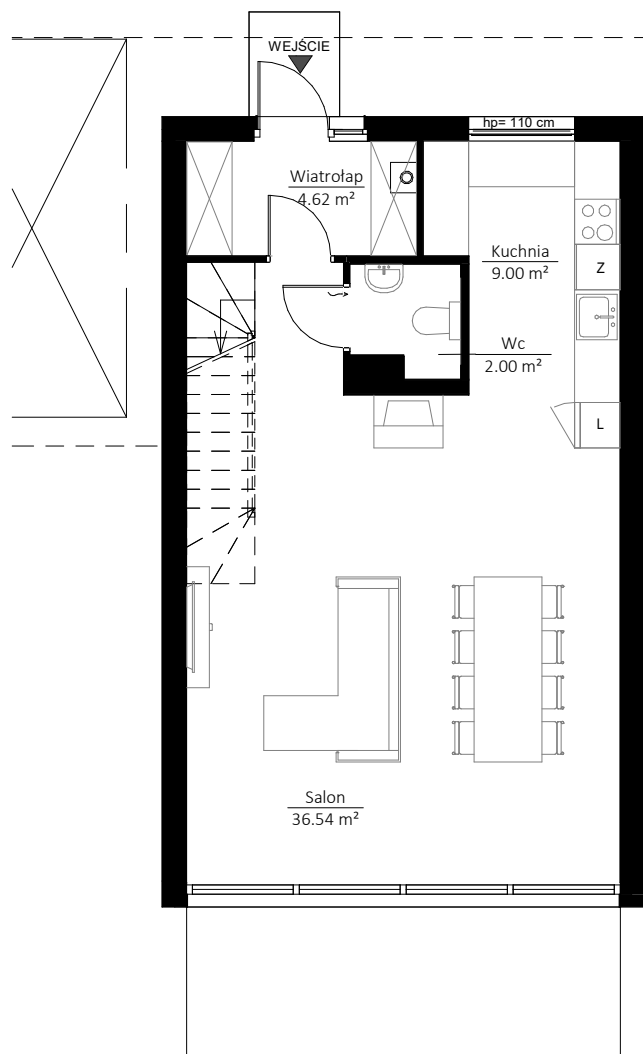 WEJŚCIE
hp= 110 cm
Wiatrołap
4.62 m²
Kuchnia
9.00 m²
Z
Wc
2.00 m²
L
Salon
36.54 m²